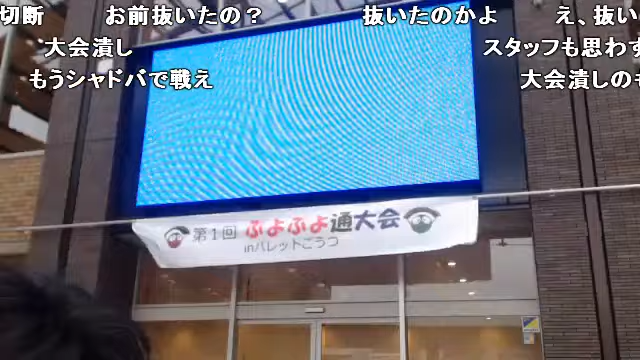 切断 お前抜いたの？ 抜いたのかよ え、抜い
大会潰し スタッフも思わず
もうシャドバで戦え 大会潰しのも
第1回 ぷよぷよ通大会
inパレットごうつ